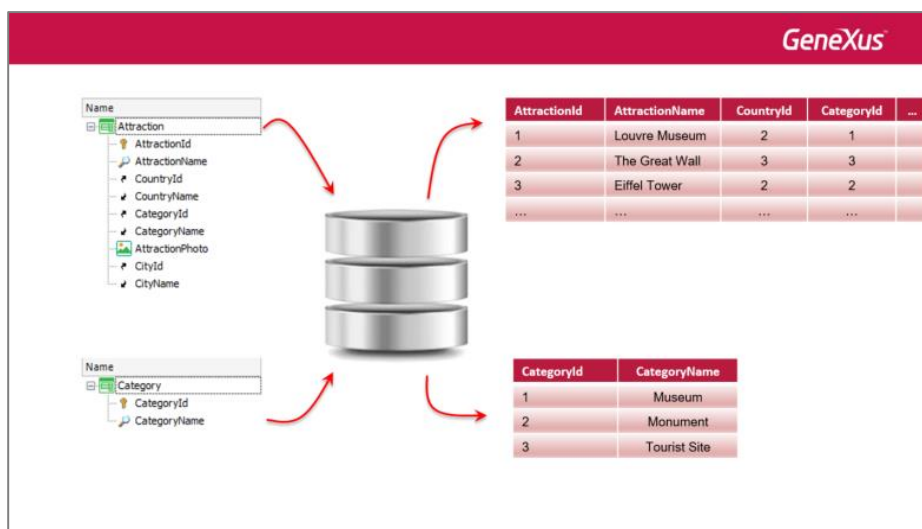 GeneXus™
Name
Attraction
AttractionId
AttractionName
CountryId
CountryName
CategoryId
CategoryName
AttractionPhoto
CityId
CityName
AttractionId AttractionName CountryId CategoryId ...
1 Louvre Museum 2 1
2 The Great Wall 3 3
3 Eiffel Tower 2 2
... ... ... ...
Name
Category
CategoryId
CategoryName
CategoryId CategoryName
1 Museum
2 Monument
3 Tourist Site